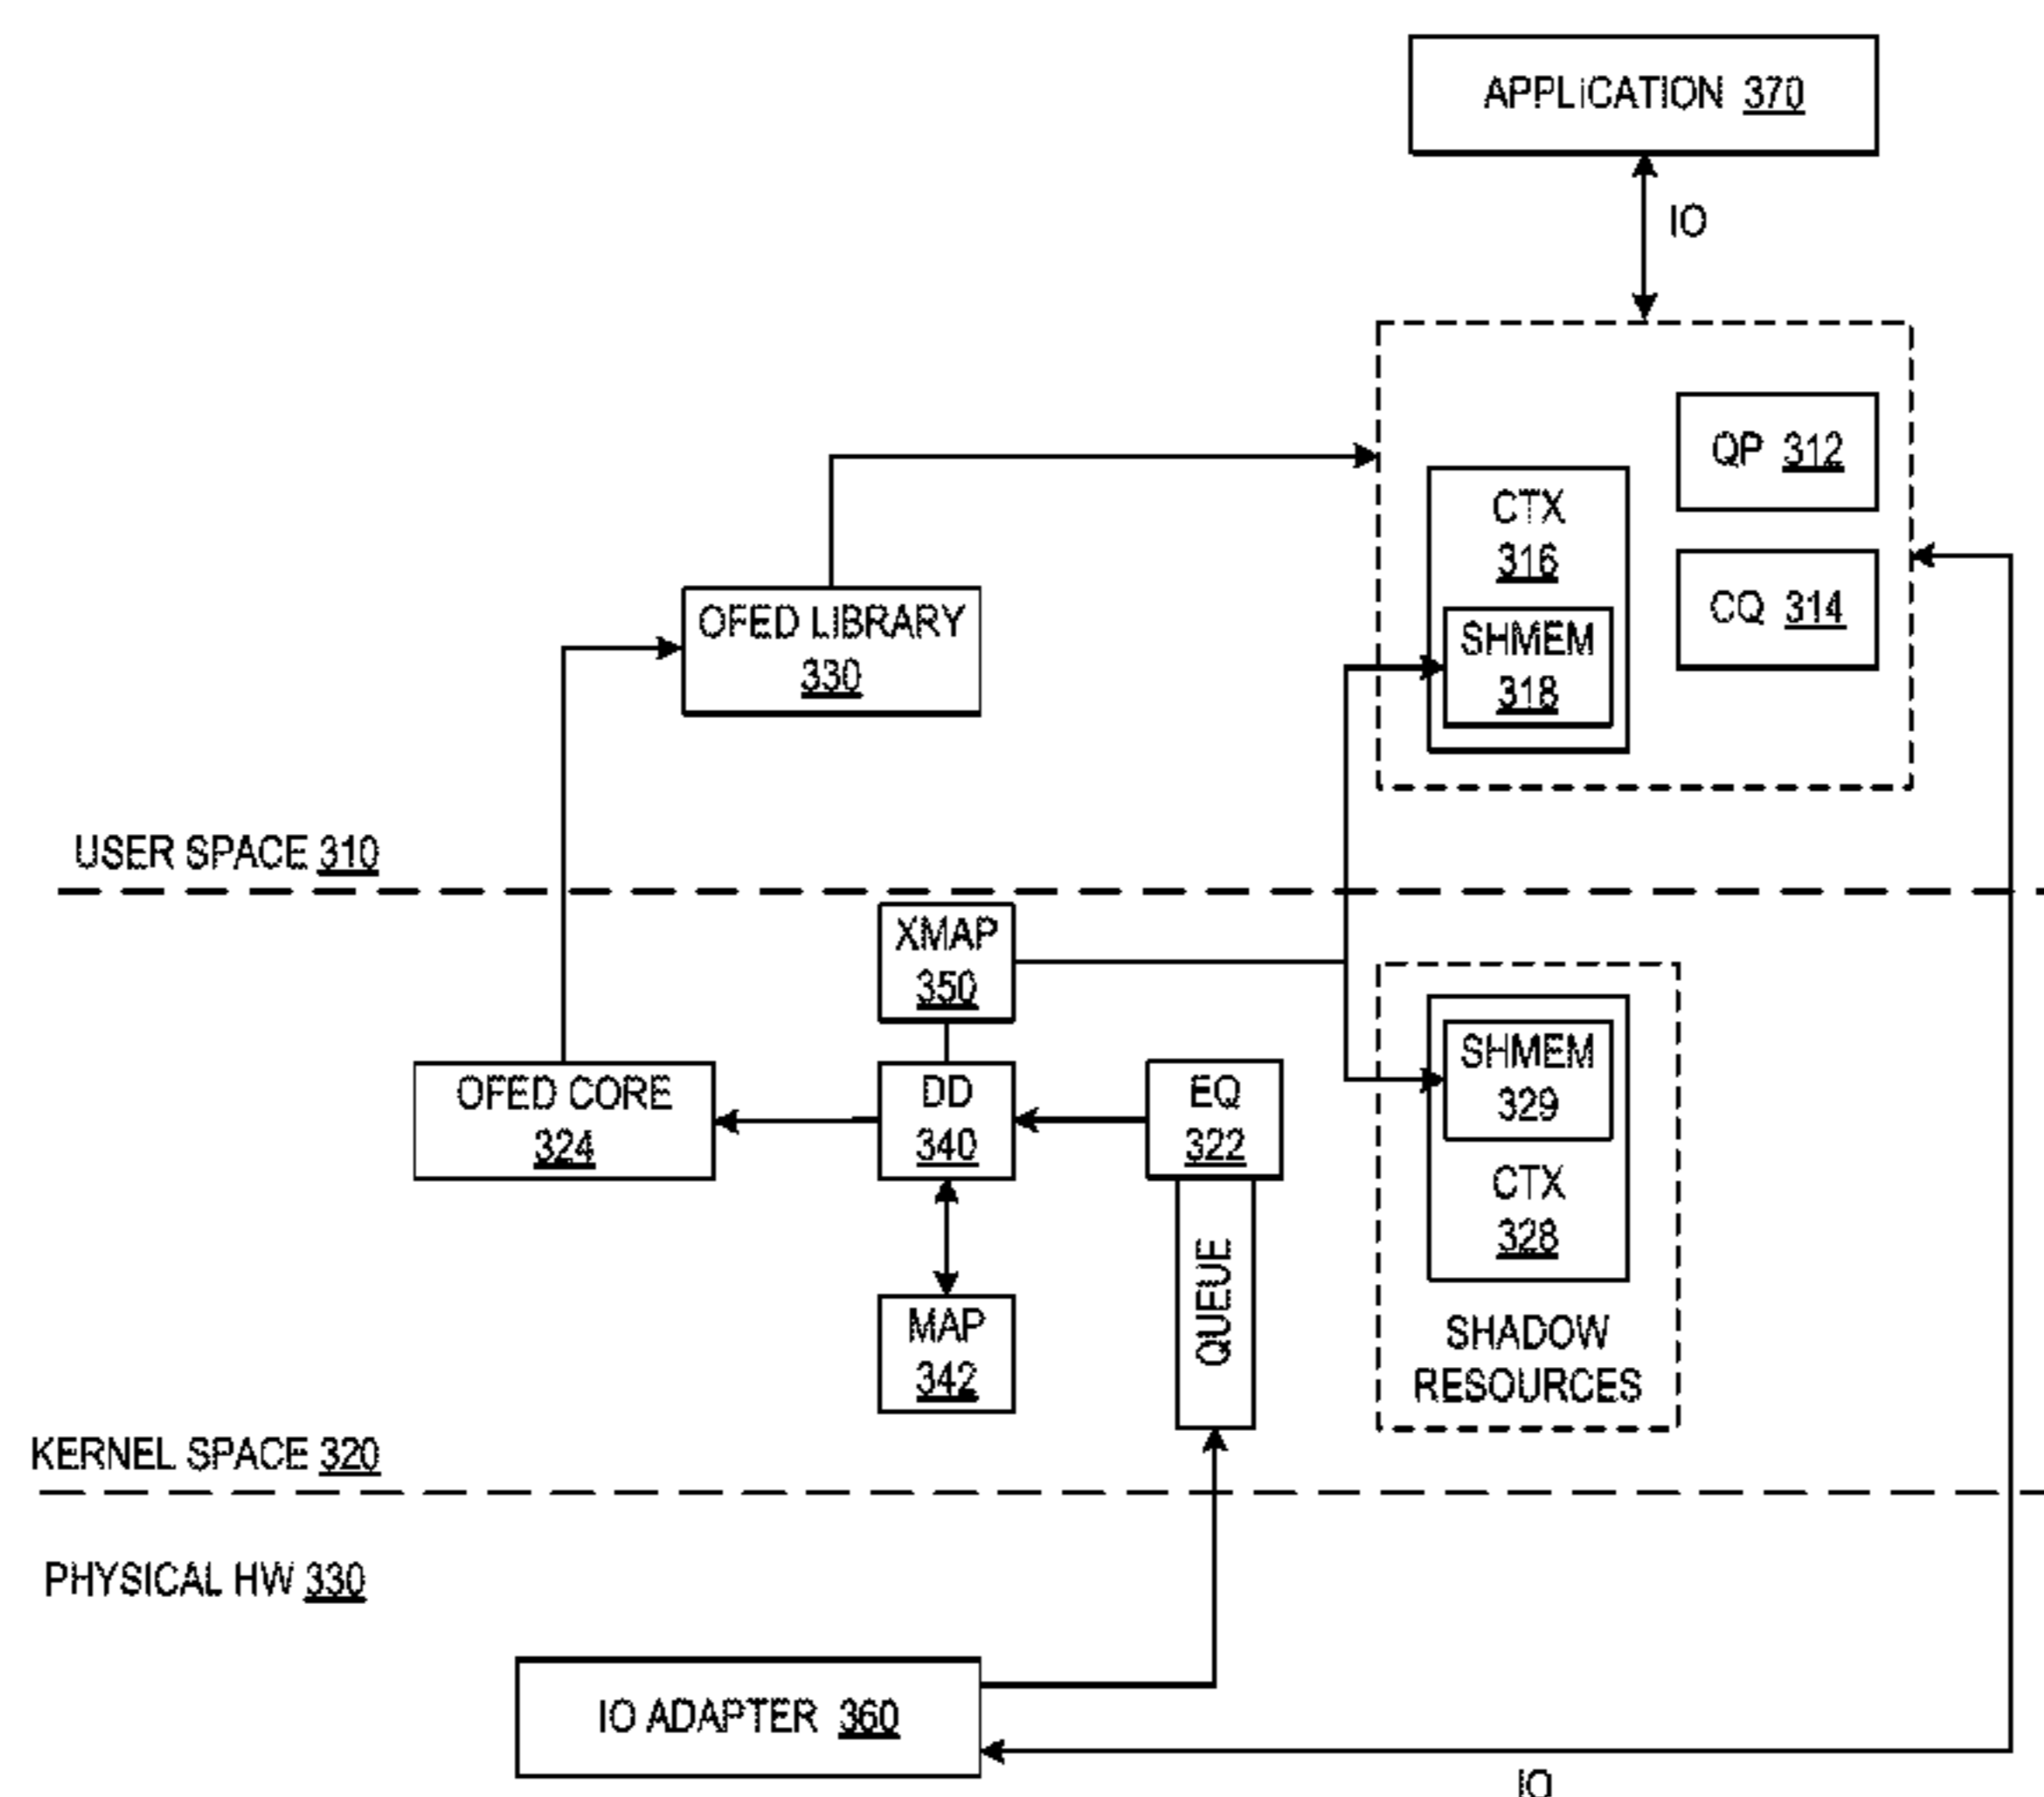 APPLICATION 370
IO
QP 312
CTX
316
CQ 314
OFED LIBRARY
330
SHMEM
318
USER SPACE 310
XMAP
350
SHMEM
329
OFED CORE
324
DD
340
EQ
322
CTX
328
QUEUE
MAP
342
SHADOW
RESOURCES
KERNEL SPACE 320
PHYSICAL HW 330
IO ADAPTER 360
IO